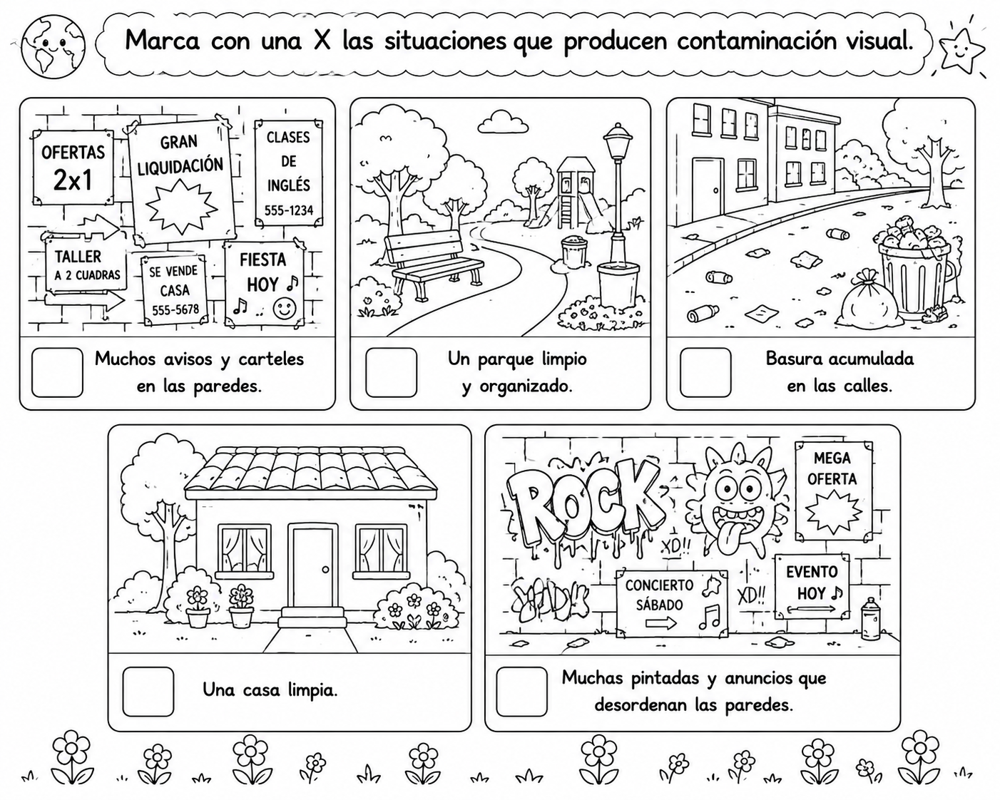 Marca con una X las situaciones que producen contaminación visual.
OFERTAS
2x1
GRAN
LIQUIDACIÓN
CLASES
DE
INGLÉS
555-1234
TALLER
A 2 CUADRAS
SE VENDE
CASA
555-5678
FIESTA
HOY
Muchos avisos y carteles
en las paredes.
Un parque limpio
y organizado.
Basura acumulada
en las calles.
Una casa limpia.
ROCK
XD!!
MEGA
OFERTA
CONCIERTO
SÁBADO
XD!!
EVENTO
HOY
Muchas pintadas y anuncios que
desordenan las paredes.